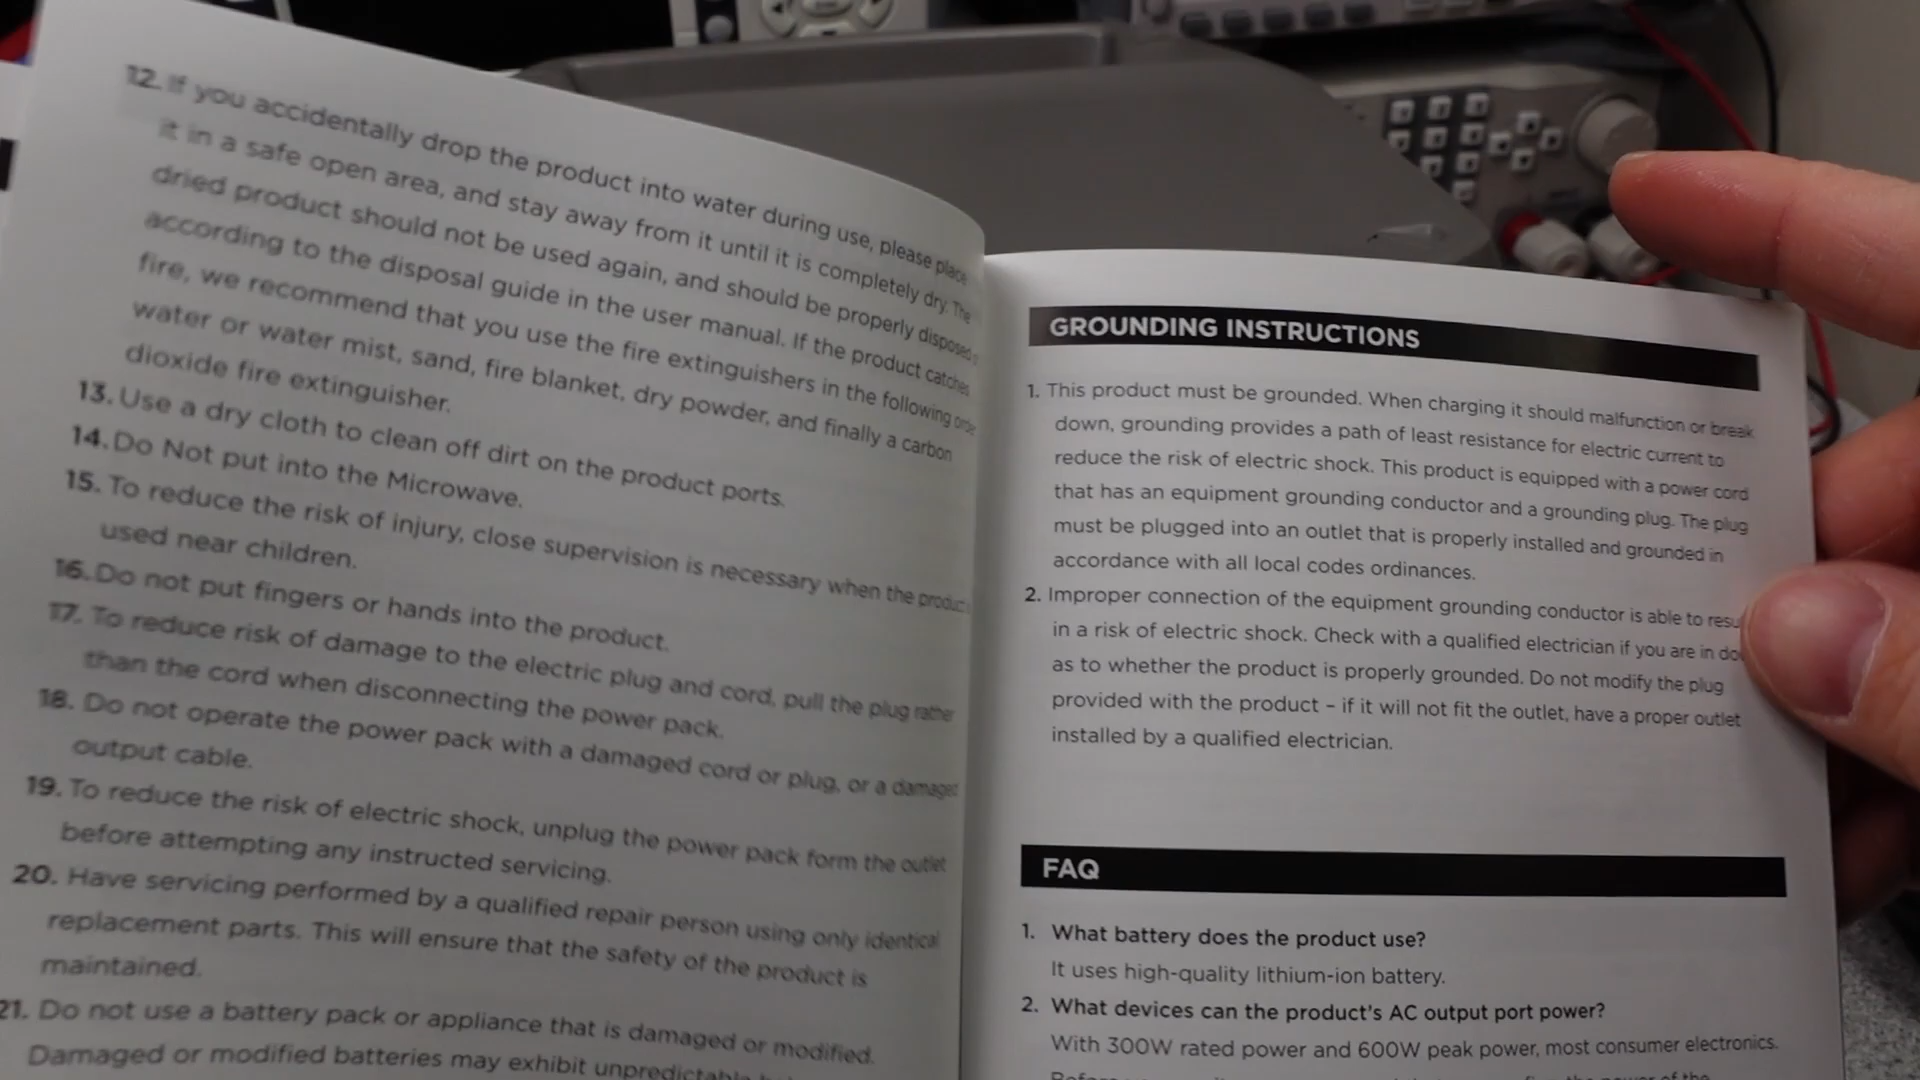 12. If you accidentally drop the product into water during use, please place
it in a safe open area, and stay away from it until it is completely dry. The
dried product should not be used again, and should be properly disposed
according to the disposal guide in the user manual. If the product catches
fire, we recommend that you use the fire extinguishers in the following order
water or water mist, sand, fire blanket, dry powder, and finally a carbon
dioxide fire extinguisher.
13. Use a dry cloth to clean off dirt on the product ports.
14. Do Not put into the Microwave.
15. To reduce the risk of injury, close supervision is necessary when the product
used near children.
16. Do not put fingers or hands into the product.
17. To reduce risk of damage to the electric plug and cord, pull the plug rather
than the cord when disconnecting the power pack.
18. Do not operate the power pack with a damaged cord or plug, or a damaged
output cable.
19. To reduce the risk of electric shock, unplug the power pack form the outlet
before attempting any instructed servicing.
20. Have servicing performed by a qualified repair person using only identical
replacement parts. This will ensure that the safety of the product is
maintained.
21. Do not use a battery pack or appliance that is damaged or modified.
Damaged or modified batteries may exhibit unpredictable
GROUNDING INSTRUCTIONS
1. This product must be grounded. When charging it should malfunction or break
down, grounding provides a path of least resistance for electric current to
reduce the risk of electric shock. This product is equipped with a power cord
that has an equipment grounding conductor and a grounding plug. The plug
must be plugged into an outlet that is properly installed and grounded in
accordance with all local codes ordinances.
2. Improper connection of the equipment grounding conductor is able to resu
in a risk of electric shock. Check with a qualified electrician if you are in do
as to whether the product is properly grounded. Do not modify the plug
provided with the product – if it will not fit the outlet, have a proper outlet
installed by a qualified electrician.
FAQ
1. What battery does the product use?
It uses high-quality lithium-ion battery.
2. What devices can the product's AC output port power?
With 300W rated power and 600W peak power, most consumer electronics.